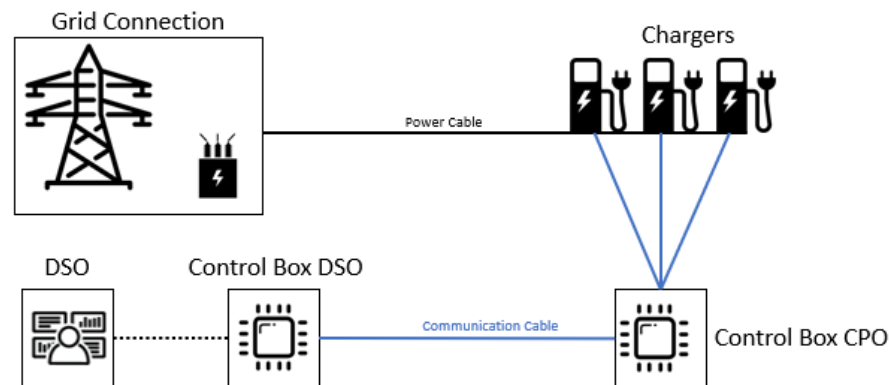 Grid Connection
Chargers
Power Cable
DSO
Control Box DSO
Communication Cable
Control Box CPO